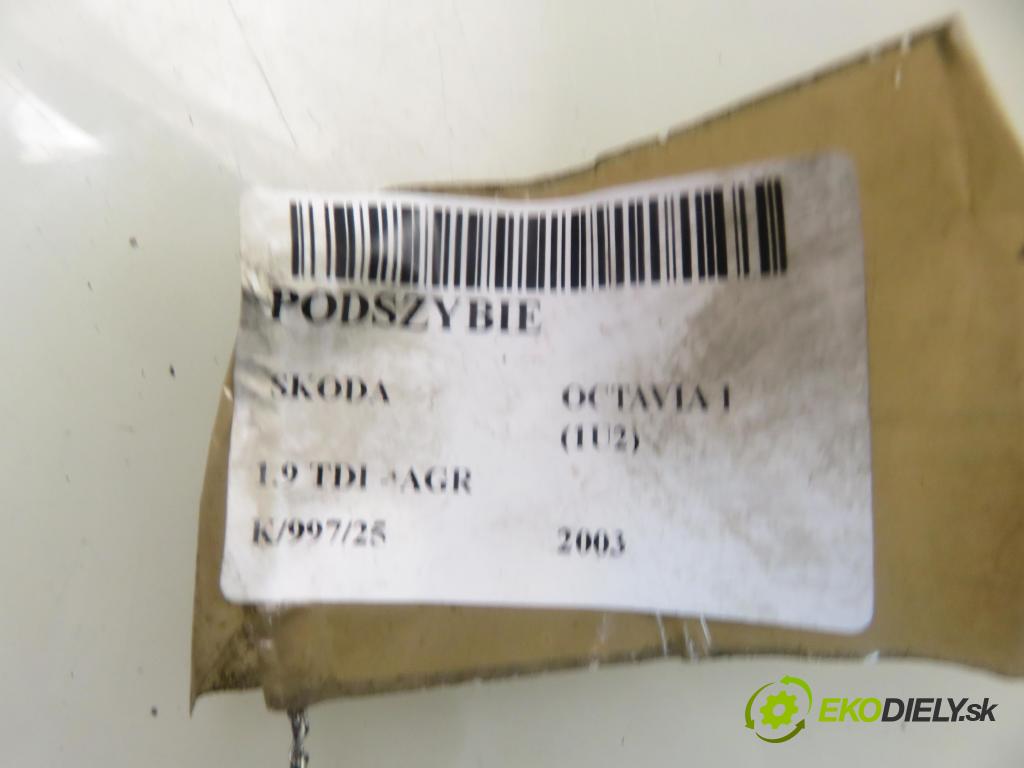 PODSZYBIE
SKODA OCTAVIA I
(1U2)
1.9 TDI -AGR
K/997/25 2003
EKODIELY.sk